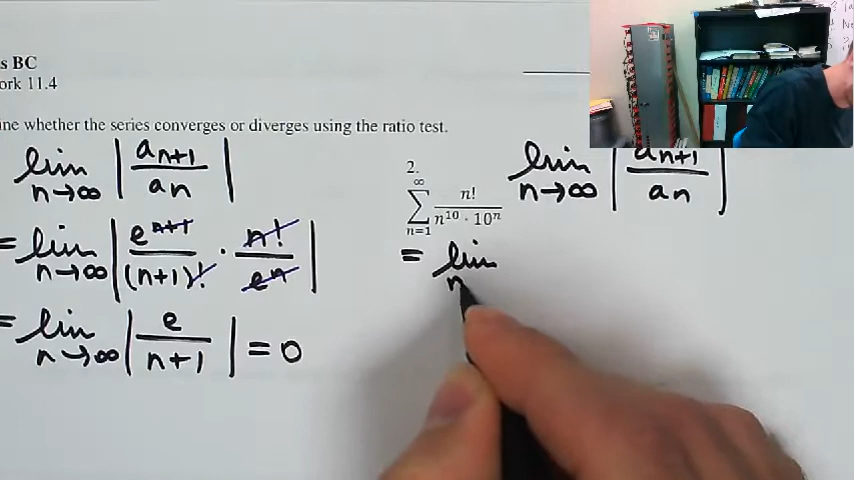 s BC
ork 11.4
ine whether the series converges or diverges using the ratio test.
lim n→∞ | an+1 / an |
= lim n→∞ | e^n+1 / (n+1)! · n! / e^n |
= lim n→∞ | e / n+1 | = 0
2.
∞ ∑ n=1 n! / n^10 · 10^n
lim n→∞ | an+1 / an |
= lim n